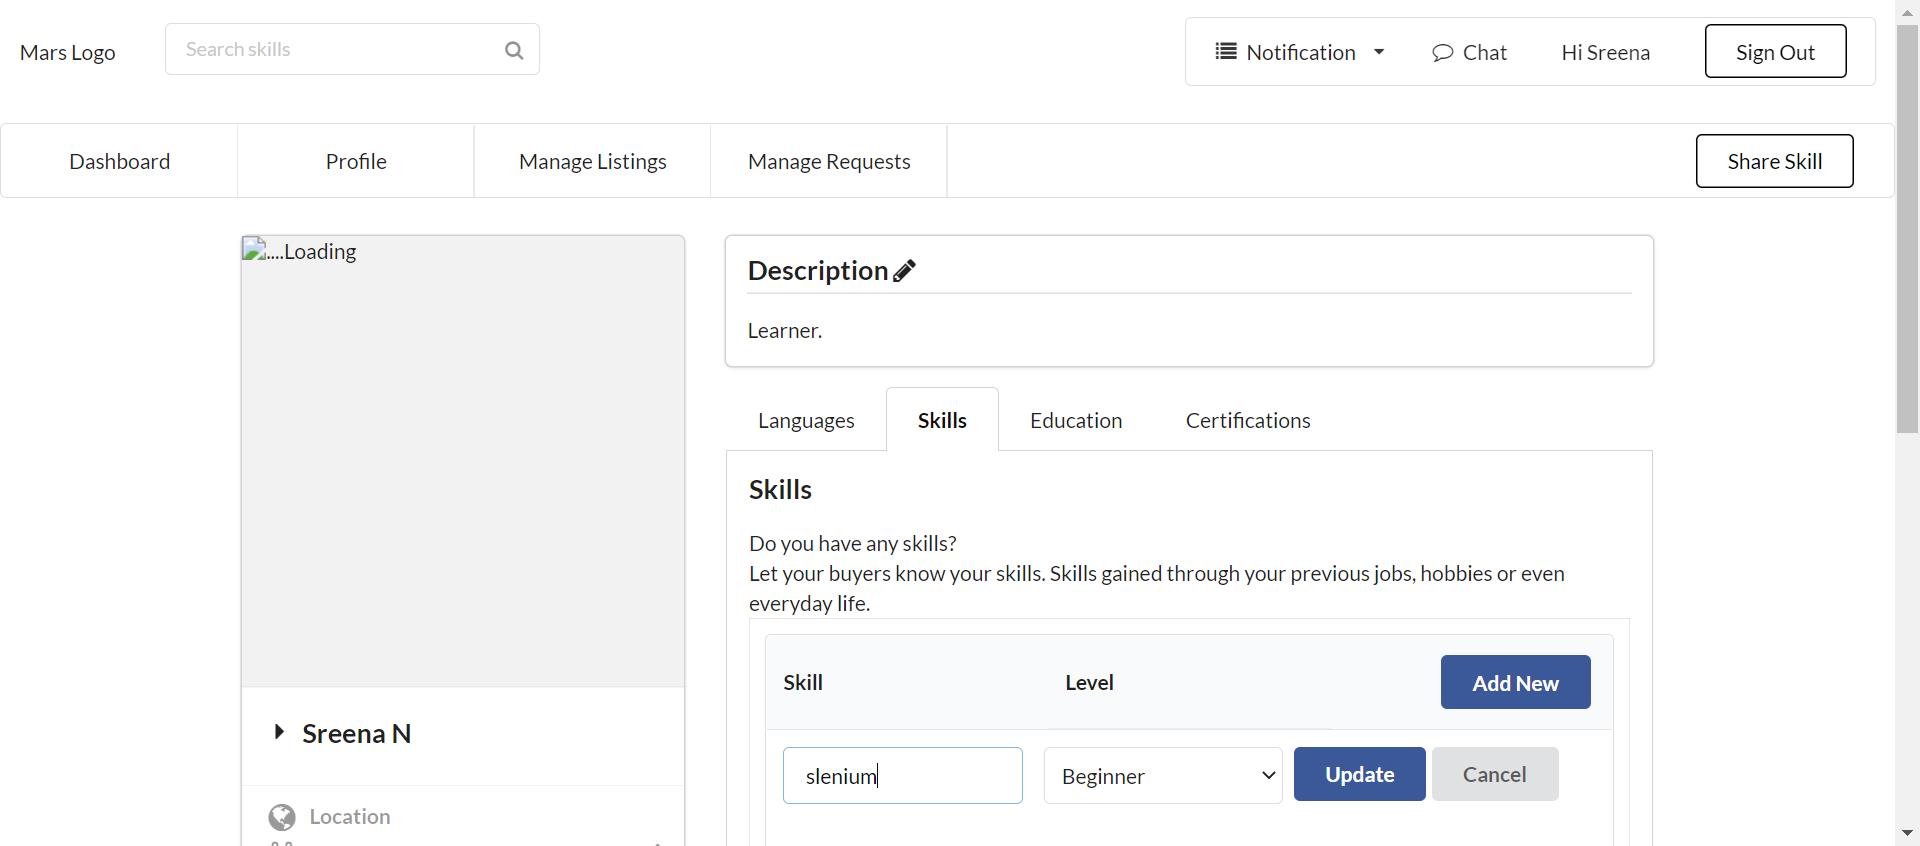 Mars Logo
Search skills
Notification
Chat
Hi Sreena
Sign Out
Dashboard
Profile
Manage Listings
Manage Requests
Share Skill
....Loading
Sreena N
Location
Description
Learner.
Languages
Skills
Education
Certifications
Skills
Do you have any skills?
Let your buyers know your skills. Skills gained through your previous jobs, hobbies or even
everyday life.
Skill
Level
Add New
slenium
Beginner
Update
Cancel